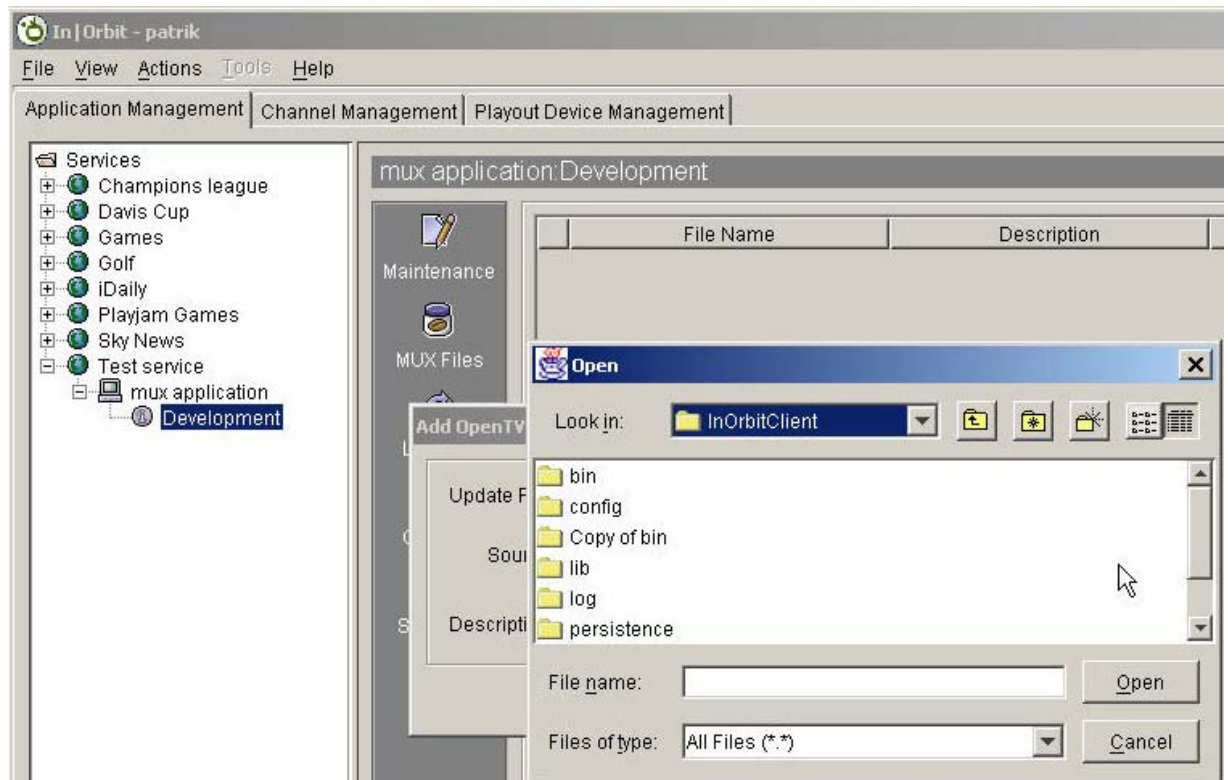 In|Orbit - patrik
File View Actions Tools Help
Application Management Channel Management Playout Device Management
Services
Champions league
Davis Cup
Games
Golf
iDaily
Playjam Games
Sky News
Test service
mux application
Development
mux application:Development
Maintenance
MUX Files
File Name Description
Add OpenTV
Update
Open
Look in: InOrbitClient
bin
config
Copy of bin
lib
log
persistence
File name: Open
Files of type: All Files (*.*) Cancel